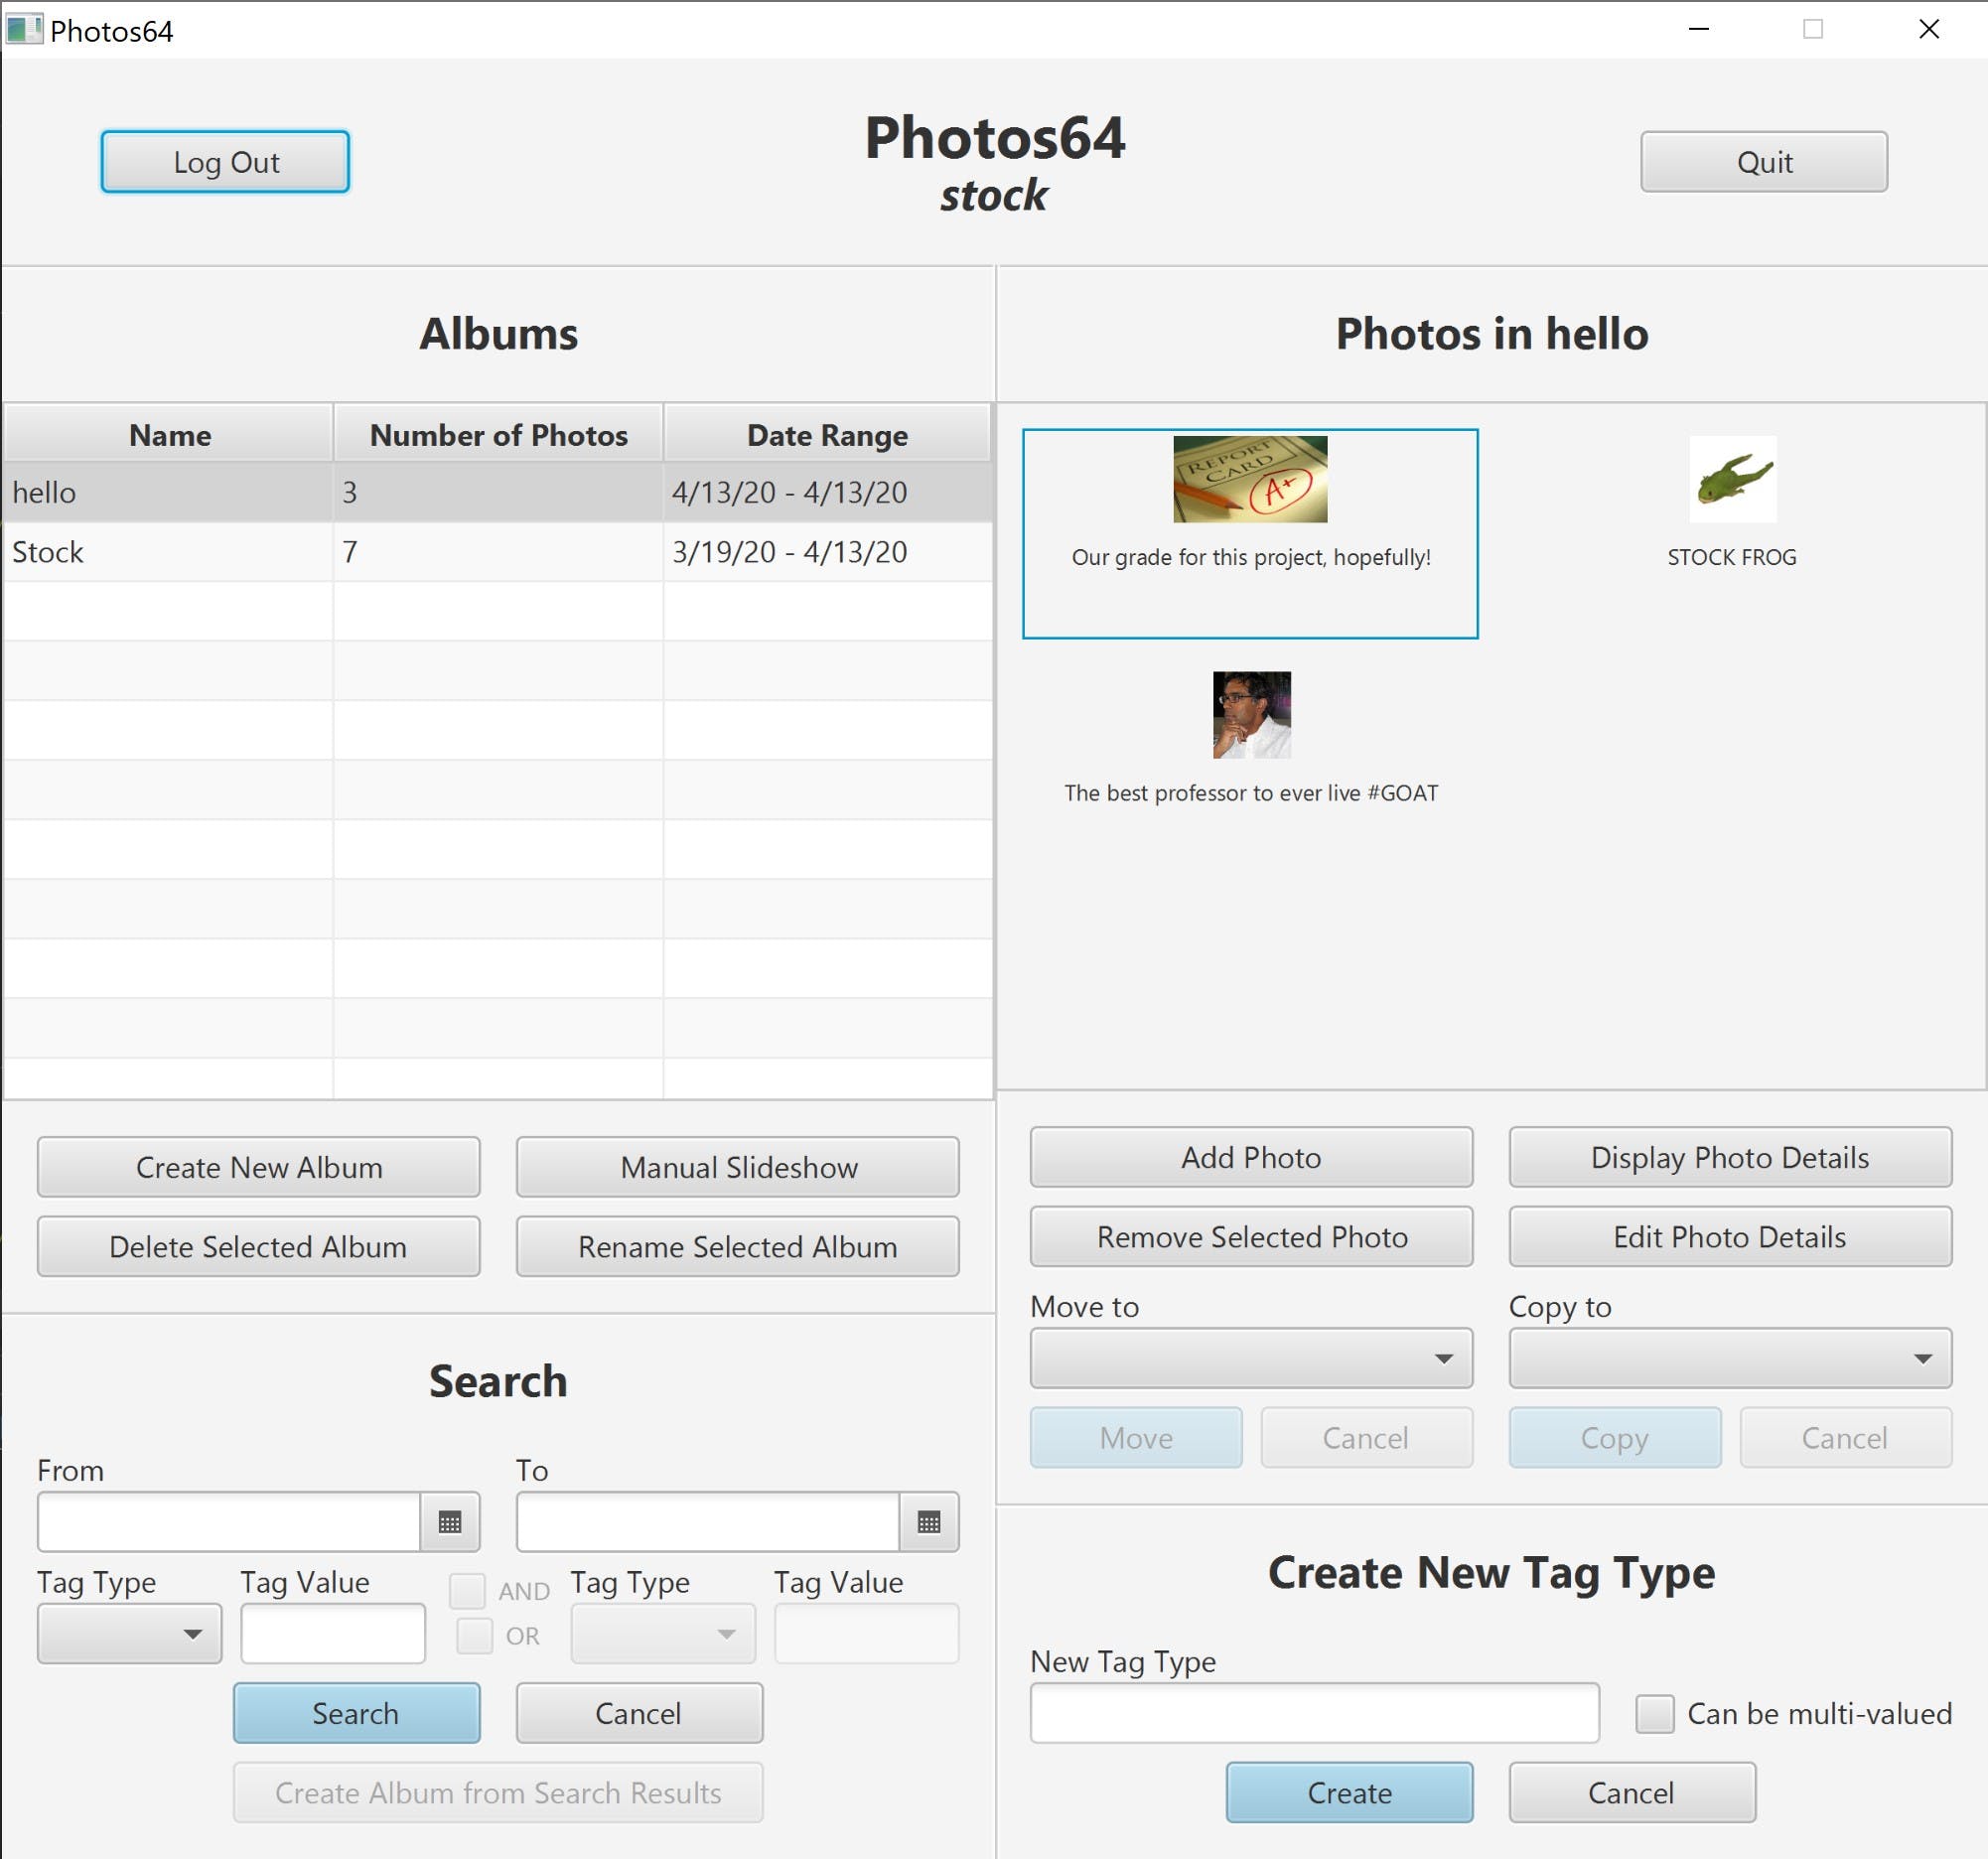 Photos64
Log Out
Photos64
stock
Quit
Albums
Name Number of Photos Date Range
hello 3 4/13/20 - 4/13/20
Stock 7 3/19/20 - 4/13/20
Create New Album Manual Slideshow
Delete Selected Album Rename Selected Album
Search
From To
Tag Type Tag Value AND Tag Type Tag Value
OR
Search Cancel
Create Album from Search Results
Photos in hello
REPORT
CARD
A+
Our grade for this project, hopefully!
STOCK FROG
The best professor to ever live #GOAT
Add Photo Display Photo Details
Remove Selected Photo Edit Photo Details
Move to Copy to
Move Cancel Copy Cancel
Create New Tag Type
New Tag Type
Can be multi-valued
Create Cancel